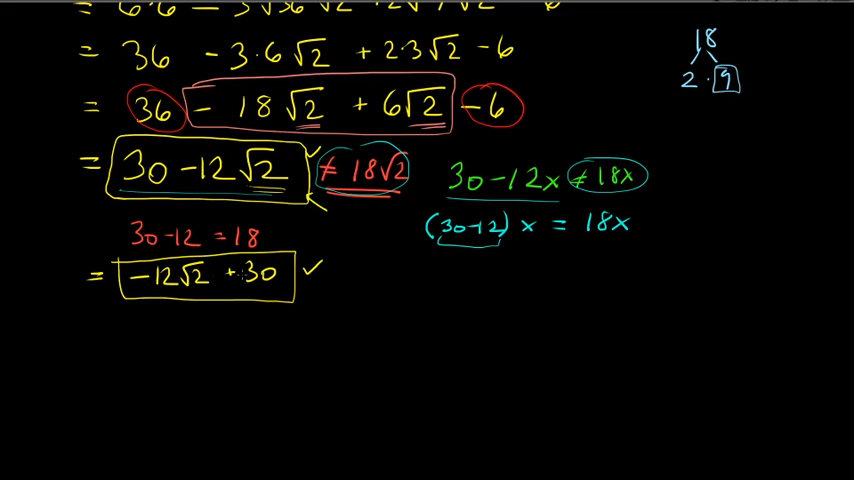 = 36 - 3·6√2 + 2·3√2 - 6
= 36 - 18√2 + 6√2 - 6
= 30 - 12√2 ✓ ≠ 18√2
30-12 = 18
= -12√2 + 30 ✓
18
2 · 9
30-12x ≠ 18x
(30-12) x = 18x